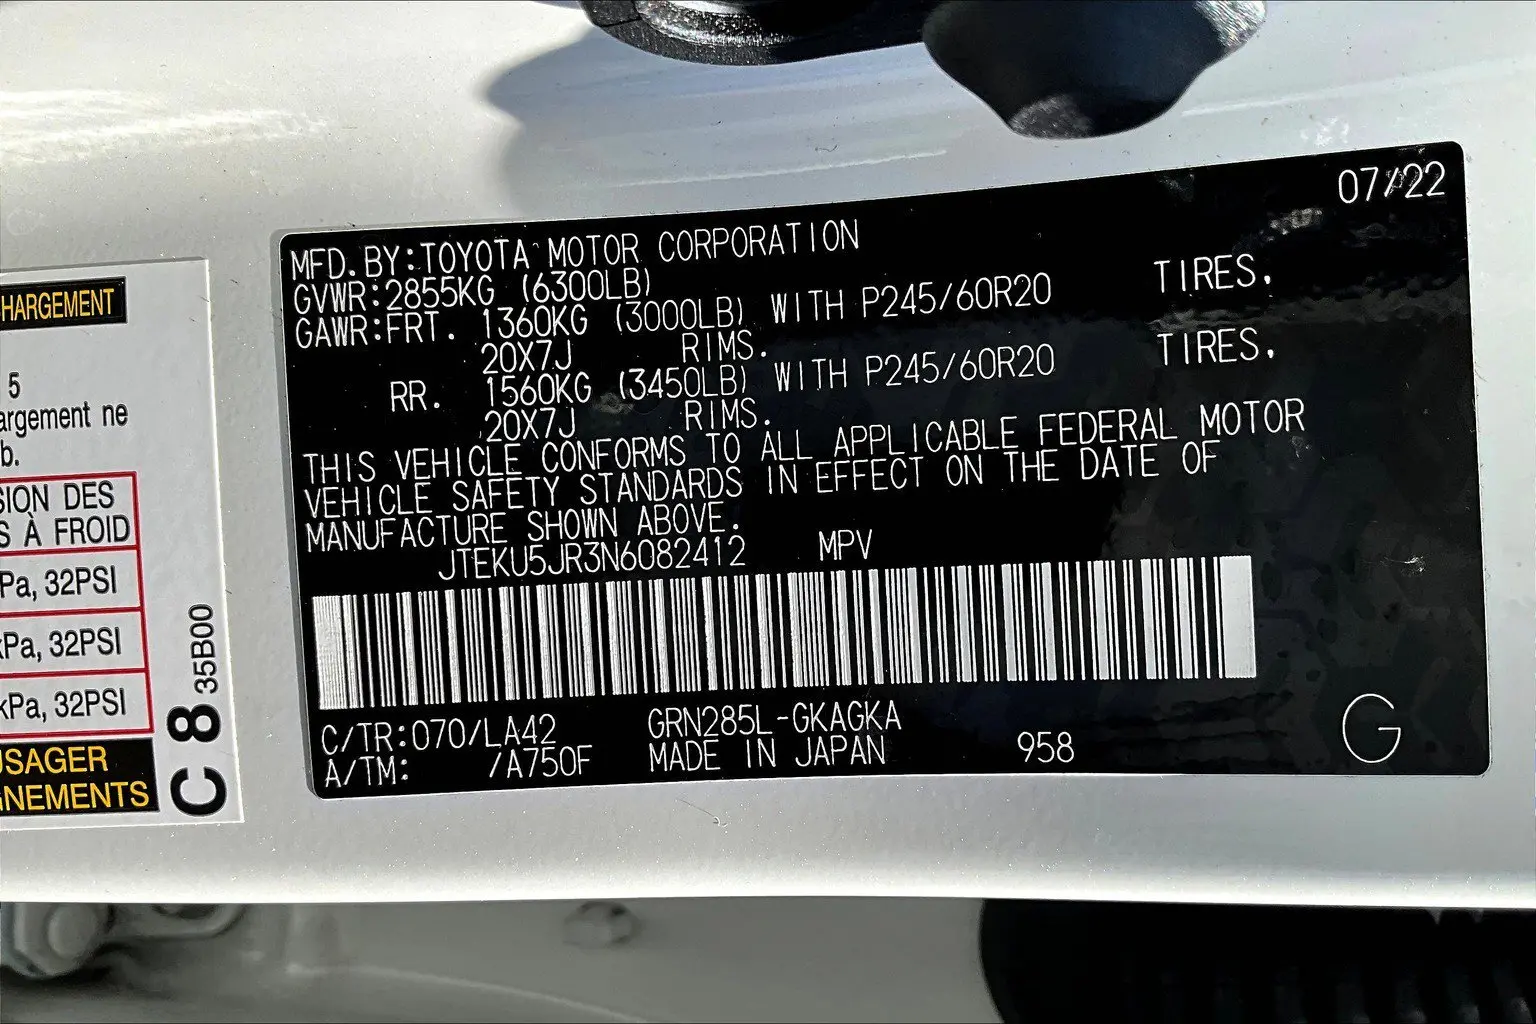 HARGEMENT
5
argement ne
b.
SION DES
S À FROID
Pa, 32PSI
kPa, 32PSI
kPa, 32PSI
USAGER
GNEMENTS
C 8 35B00
07/22
MFD.BY:TOYOTA MOTOR CORPORATION
GVWR:2855KG (6300LB)
GAWR:FRT. 1360KG (3000LB) WITH P245/60R20 TIRES.
20X7J RIMS.
RR. 1560KG (3450LB) WITH P245/60R20 TIRES.
20X7J RIMS.
THIS VEHICLE CONFORMS TO ALL APPLICABLE FEDERAL MOTOR
VEHICLE SAFETY STANDARDS IN EFFECT ON THE DATE OF
MANUFACTURE SHOWN ABOVE.
JTEKU5JR3N6082412 MPV
C/TR:070/LA42 GRN285L-GKAGKA
A/TM: /A750F MADE IN JAPAN 958 G